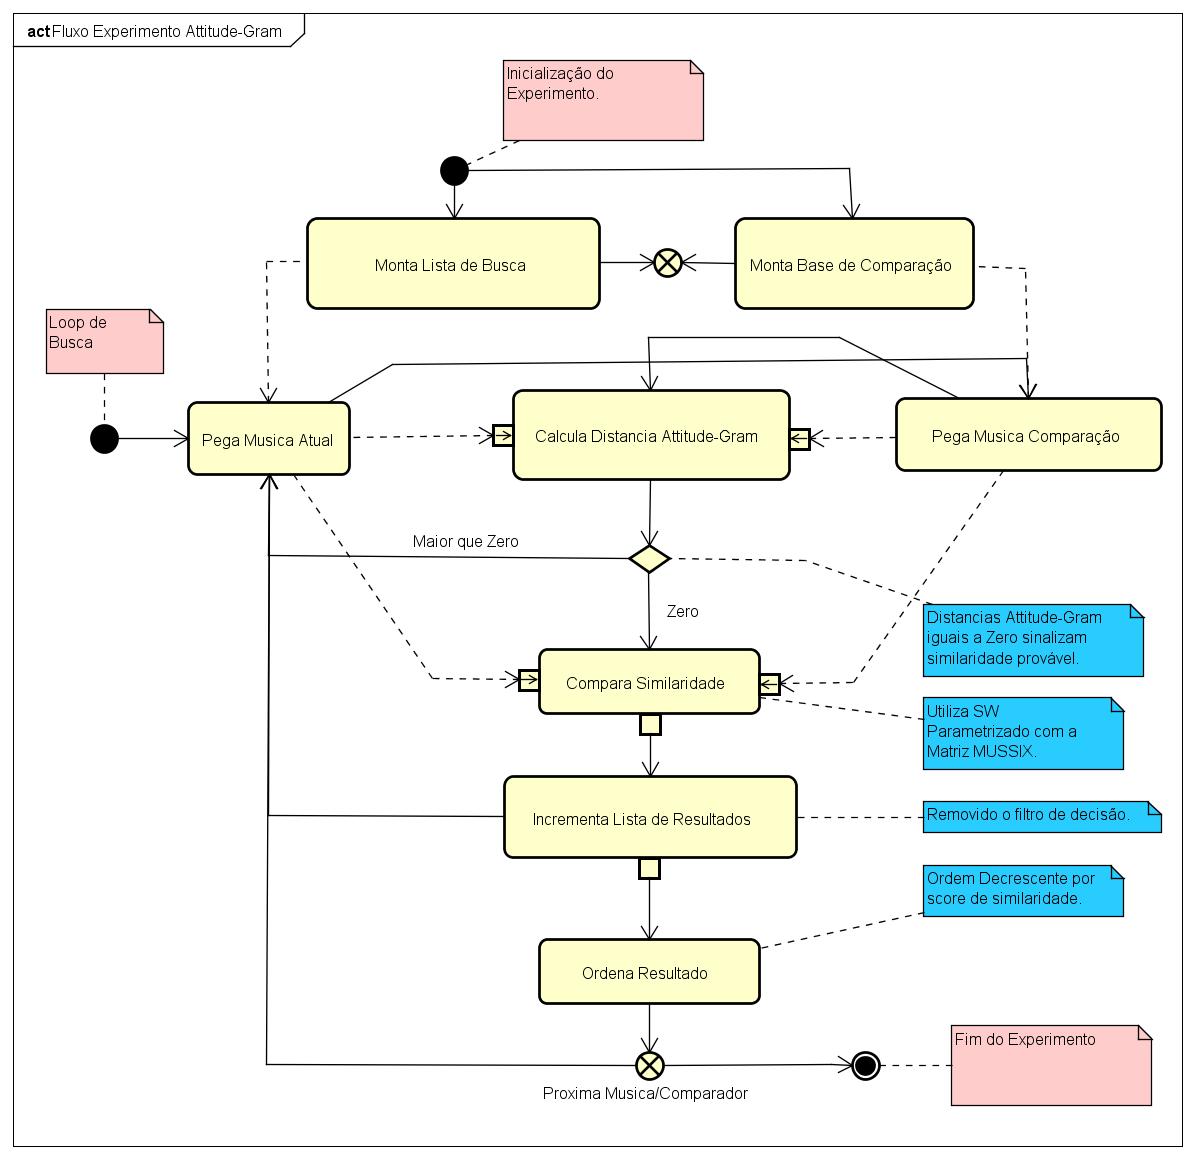 act Fluxo Experimento Attitude-Gram
Inicialização do
Experimento.
Monta Lista de Busca
Monta Base de Comparação
Loop de
Busca
Pega Musica Atual
Calcula Distancia Attitude-Gram
Pega Musica Comparação
Maior que Zero
Zero
Distancias Attitude-Gram
iguais a Zero sinalizam
similaridade provável.
Compara Similaridade
Utiliza SW
Parametrizado com a
Matriz MUSSIX.
Incrementa Lista de Resultados
Removido o filtro de decisão.
Ordem Decrescente por
score de similaridade.
Ordena Resultado
Fim do Experimento
Proxima Musica/Comparador